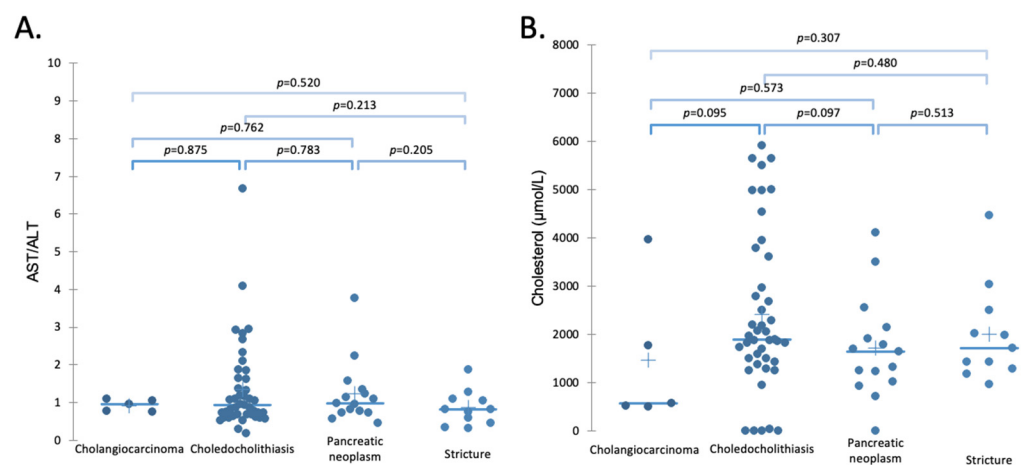 A.
10
9
8
7
6
5
4
3
2
1
0
AST/ALT
p=0.520
p=0.213
p=0.762
p=0.875
p=0.783
p=0.205
Cholangiocarcinoma
Choledocholithiasis
Pancreatic
neoplasm
Stricture
B.
8000
7000
6000
5000
4000
3000
2000
1000
0
Cholesterol (µmol/L)
p=0.307
p=0.480
p=0.573
p=0.095
p=0.097
p=0.513
Cholangiocarcinoma
Choledocholithiasis
Pancreatic
neoplasm
Stricture